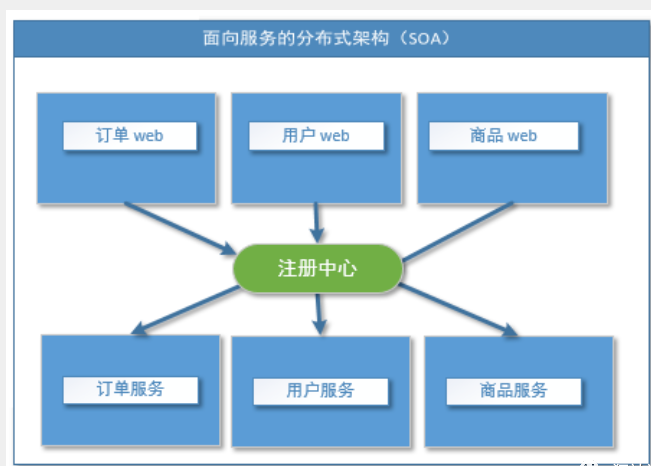 面向服务的分布式架构（SOA）
订单 web
用户 web
商品 web
注册中心
订单服务
用户服务
商品服务